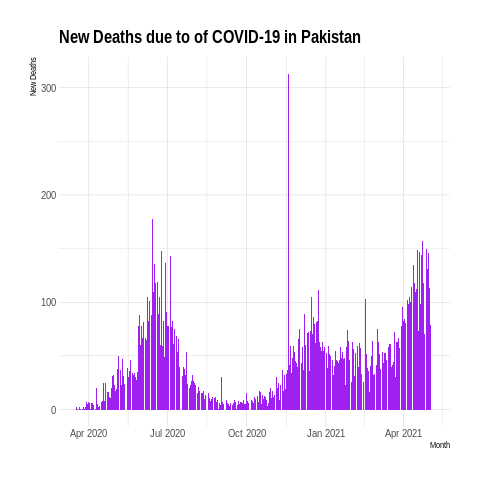 New Deaths due to of COVID-19 in Pakistan
New Deaths
300
200
100
0
Apr 2020 Jul 2020 Oct 2020 Jan 2021 Apr 2021
Month